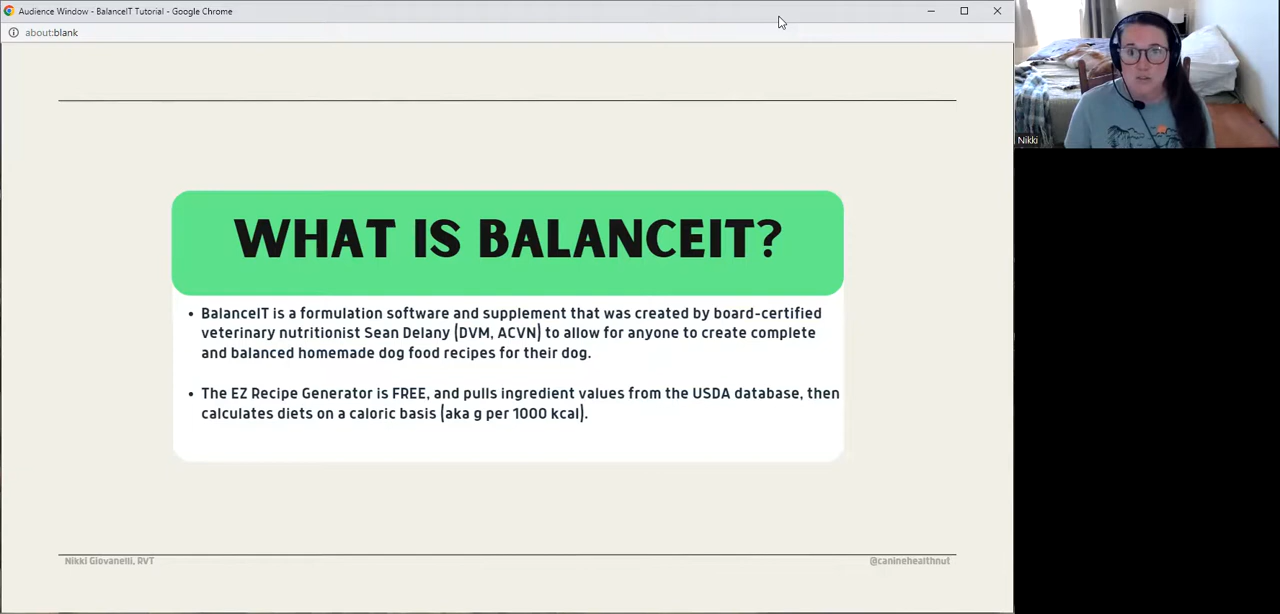 Audience Window - BalanceIT Tutorial - Google Chrome
about:blank
WHAT IS BALANCEIT?
• BalanceIT is a formulation software and supplement that was created by board-certified
veterinary nutritionist Sean Delany (DVM, ACVN) to allow for anyone to create complete
and balanced homemade dog food recipes for their dog.
• The EZ Recipe Generator is FREE, and pulls ingredient values from the USDA database, then
calculates diets on a caloric basis (aka g per 1000 kcal).
Nikki Giovanelli, RVT
@caninehealthnut
Nikki